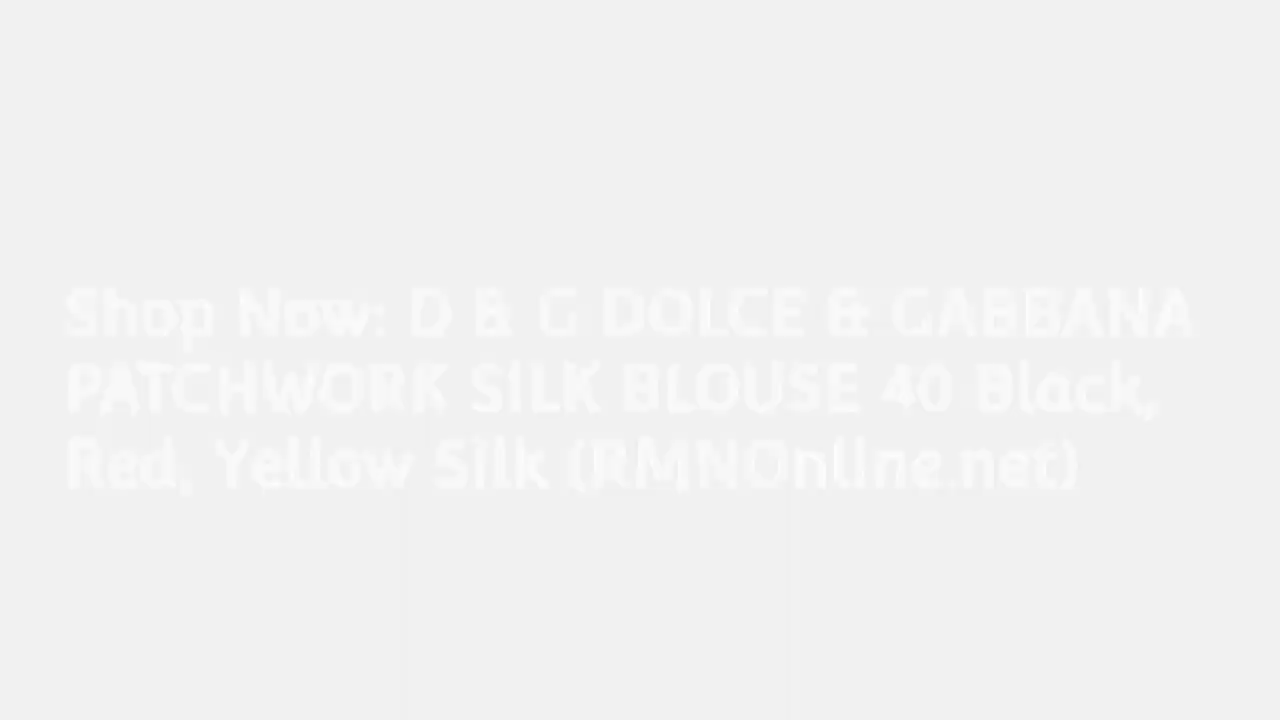 Shop Now: D & G DOLCE & GABBANA
PATCHWORK SILK BLOUSE 40 Black,
Red, Yellow Silk (RMNOnline.net)